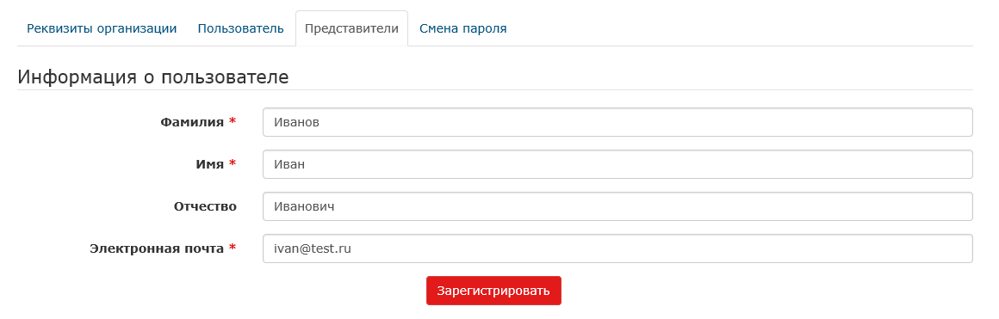 Реквизиты организации Пользователь Представители Смена пароля
Информация о пользователе
Фамилия * Иванов
Имя * Иван
Отчество Иванович
Электронная почта * ivan@test.ru
Зарегистрировать